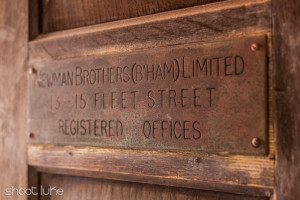 NEWMAN BROTHERS (B'HAM) LIMITED
13-15 FLEET STREET
REGISTERED OFFICES
shoot luke